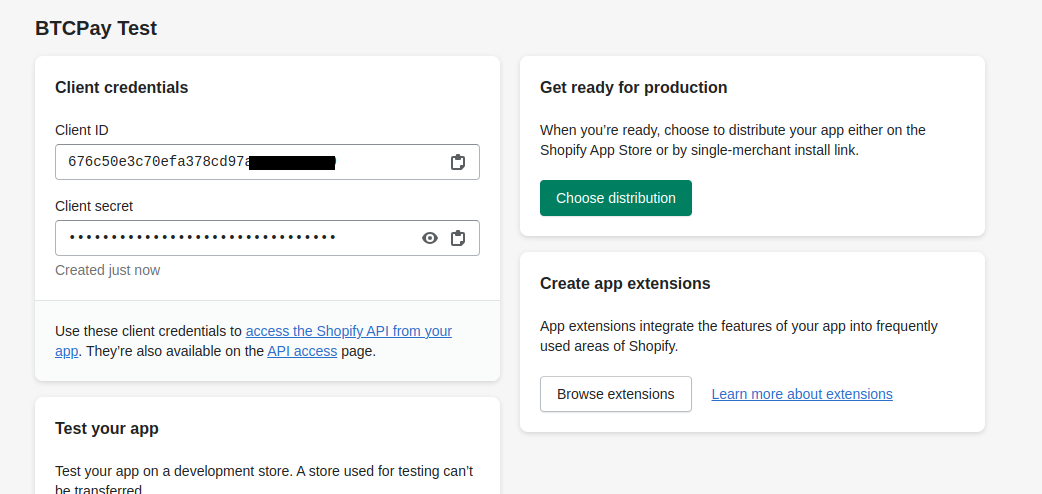 BTCPay Test
Client credentials
Client ID
676c50e3c70efa378cd97
Client secret
••••••••••••••••••••••••••••••••
Created just now
Use these client credentials to access the Shopify API from your
app. They're also available on the API access page.
Test your app
Test your app on a development store. A store used for testing can't
be transferred
Get ready for production
When you're ready, choose to distribute your app either on the
Shopify App Store or by single-merchant install link.
Choose distribution
Create app extensions
App extensions integrate the features of your app into frequently
used areas of Shopify.
Browse extensions
Learn more about extensions